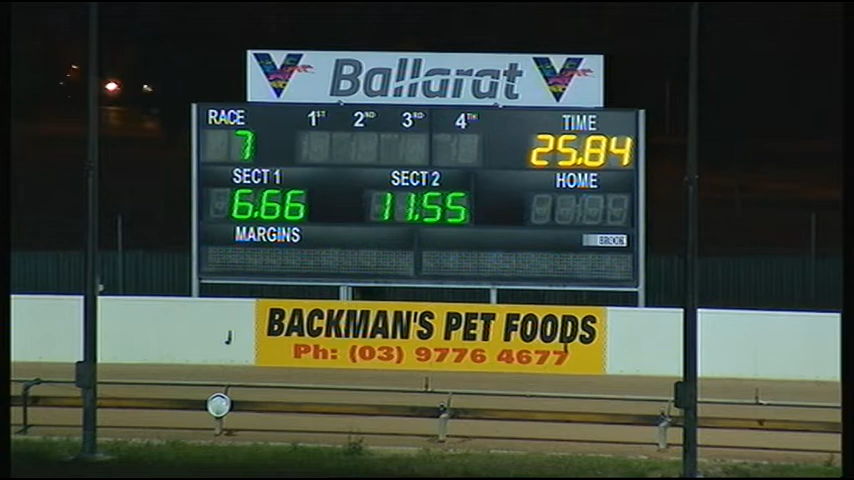 Ballarat
RACE 1ST 2ND 3RD 4TH TIME
7 25.84
SECT 1 SECT 2 HOME
6.66 11.55
MARGINS BROOK
BACKMAN'S PET FOODS
Ph: (03) 9776 4677